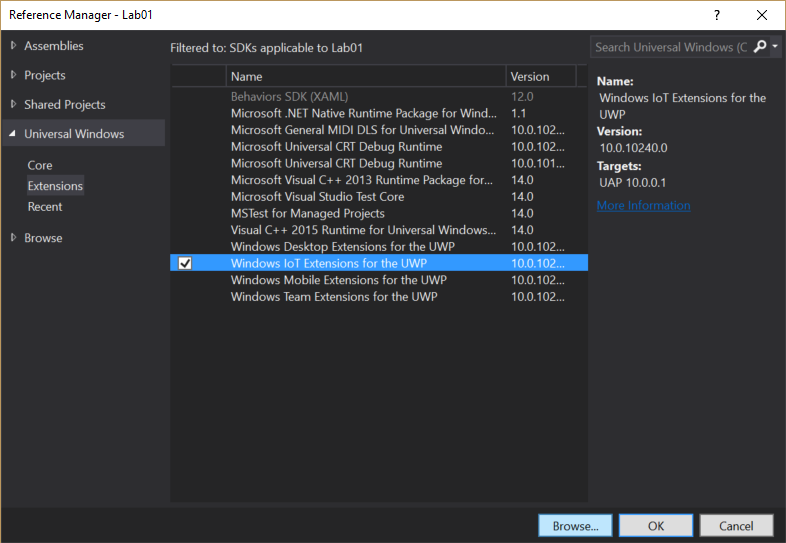 Reference Manager - Lab01
?
Assemblies
Projects
Shared Projects
Universal Windows
Core
Extensions
Recent
Browse
Filtered to: SDKs applicable to Lab01
Name Version
Behaviors SDK (XAML) 12.0
Microsoft .NET Native Runtime Package for Wind... 1.1
Microsoft General MIDI DLS for Universal Windo... 10.0.102...
Microsoft Universal CRT Debug Runtime 10.0.102...
Microsoft Universal CRT Debug Runtime 10.0.101...
Microsoft Visual C++ 2013 Runtime Package for... 14.0
Microsoft Visual Studio Test Core 14.0
MSTest for Managed Projects 14.0
Visual C++ 2015 Runtime for Universal Windows... 14.0
Windows Desktop Extensions for the UWP 10.0.102...
Windows IoT Extensions for the UWP 10.0.102...
Windows Mobile Extensions for the UWP 10.0.102...
Windows Team Extensions for the UWP 10.0.102...
Search Universal Windows (C
Name:
Windows IoT Extensions for the
UWP
Version:
10.0.10240.0
Targets:
UAP 10.0.0.1
More Information
Browse... OK Cancel